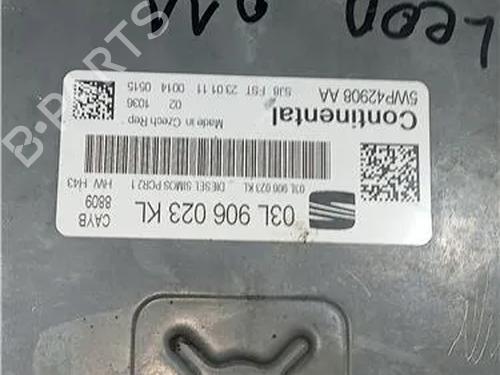 LEON
Continental
5WP42908 AA
SJ8 FST 23.01.11 0014 0515
02 1036
Made in Czech Rep
03L 906 023 KL
DIESEL SIMOS PCR2.1
HW H43
8809
CAYB
03L 906 023 KL
B-PARTS